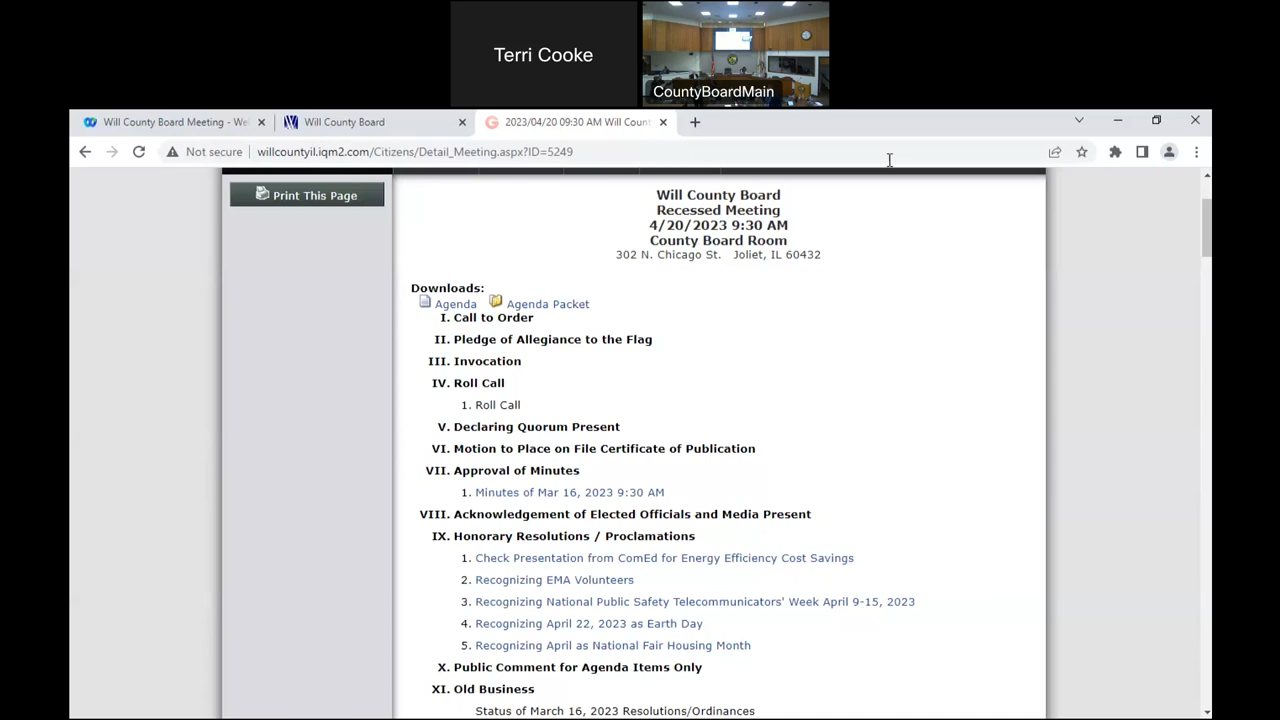 Terri Cooke
CountyBoardMain
Will County Board Meeting - We
Will County Board
2023/04/20 09:30 AM Will Count
Not secure
willcountyil.iqm2.com/Citizens/Detail_Meeting.aspx?ID=5249
Print This Page
Will County Board
Recessed Meeting
4/20/2023 9:30 AM
County Board Room
302 N. Chicago St. Joliet, IL 60432
Downloads:
Agenda Agenda Packet
I. Call to Order
II. Pledge of Allegiance to the Flag
III. Invocation
IV. Roll Call
1. Roll Call
V. Declaring Quorum Present
VI. Motion to Place on File Certificate of Publication
VII. Approval of Minutes
1. Minutes of Mar 16, 2023 9:30 AM
VIII. Acknowledgement of Elected Officials and Media Present
IX. Honorary Resolutions / Proclamations
1. Check Presentation from ComEd for Energy Efficiency Cost Savings
2. Recognizing EMA Volunteers
3. Recognizing National Public Safety Telecommunicators' Week April 9-15, 2023
4. Recognizing April 22, 2023 as Earth Day
5. Recognizing April as National Fair Housing Month
X. Public Comment for Agenda Items Only
XI. Old Business
Status of March 16, 2023 Resolutions/Ordinances